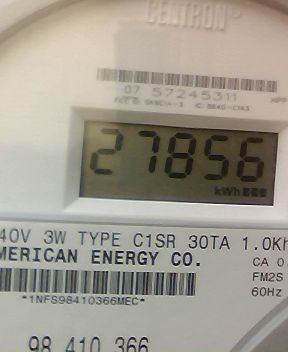 CENTRON®
07 57245311
27856
kWh
40V 3W TYPE C1SR 30TA 1.0Kh
MERICAN ENERGY CO.
CA 0.
FM2S
60Hz
*1NFS98410366MEC*
98 410 366